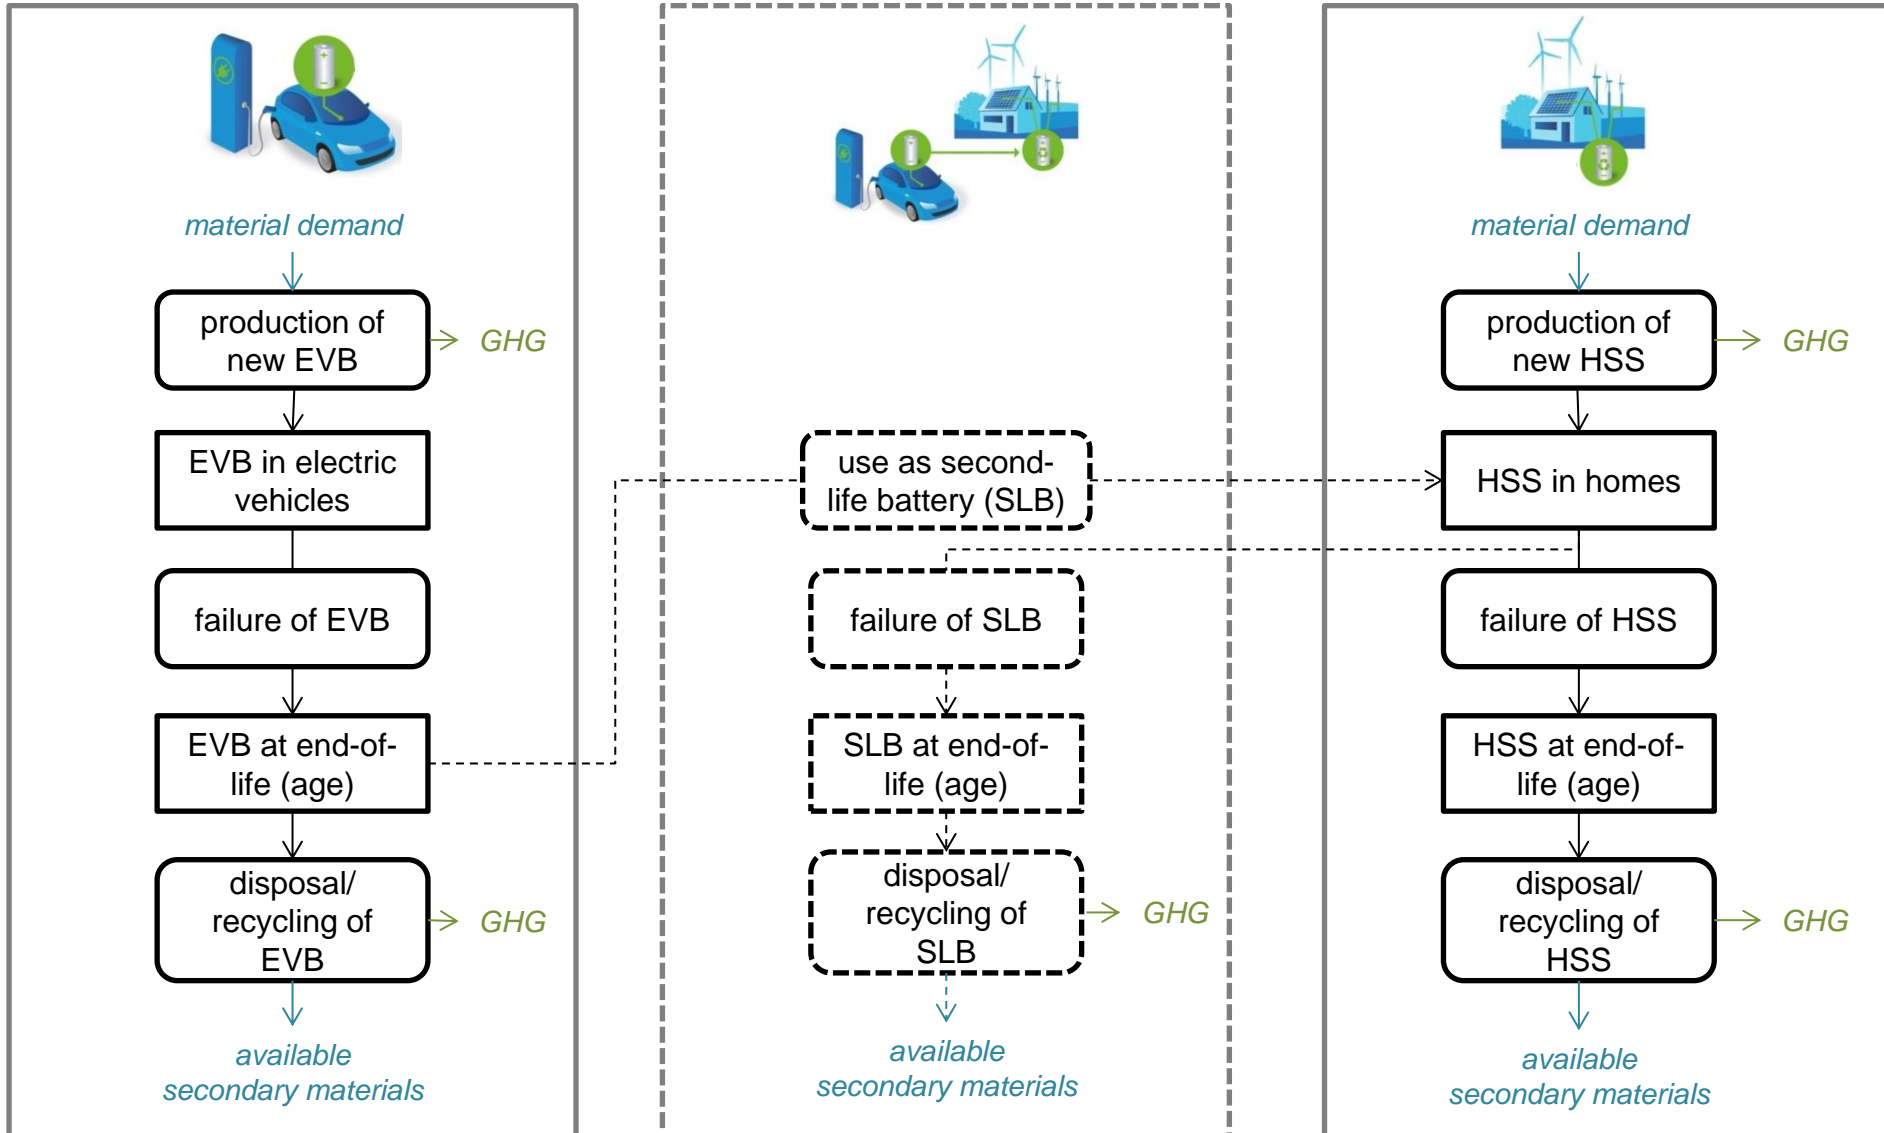 material demand
production of
new EVB
GHG
EVB in electric
vehicles
failure of EVB
EVB at end-of-
life (age)
disposal/
recycling of
EVB
GHG
available
secondary materials
use as second-
life battery (SLB)
failure of SLB
SLB at end-of-
life (age)
disposal/
recycling of
SLB
GHG
available
secondary materials
material demand
production of
new HSS
GHG
HSS in homes
failure of HSS
HSS at end-of-
life (age)
disposal/
recycling of
HSS
GHG
available
secondary materials